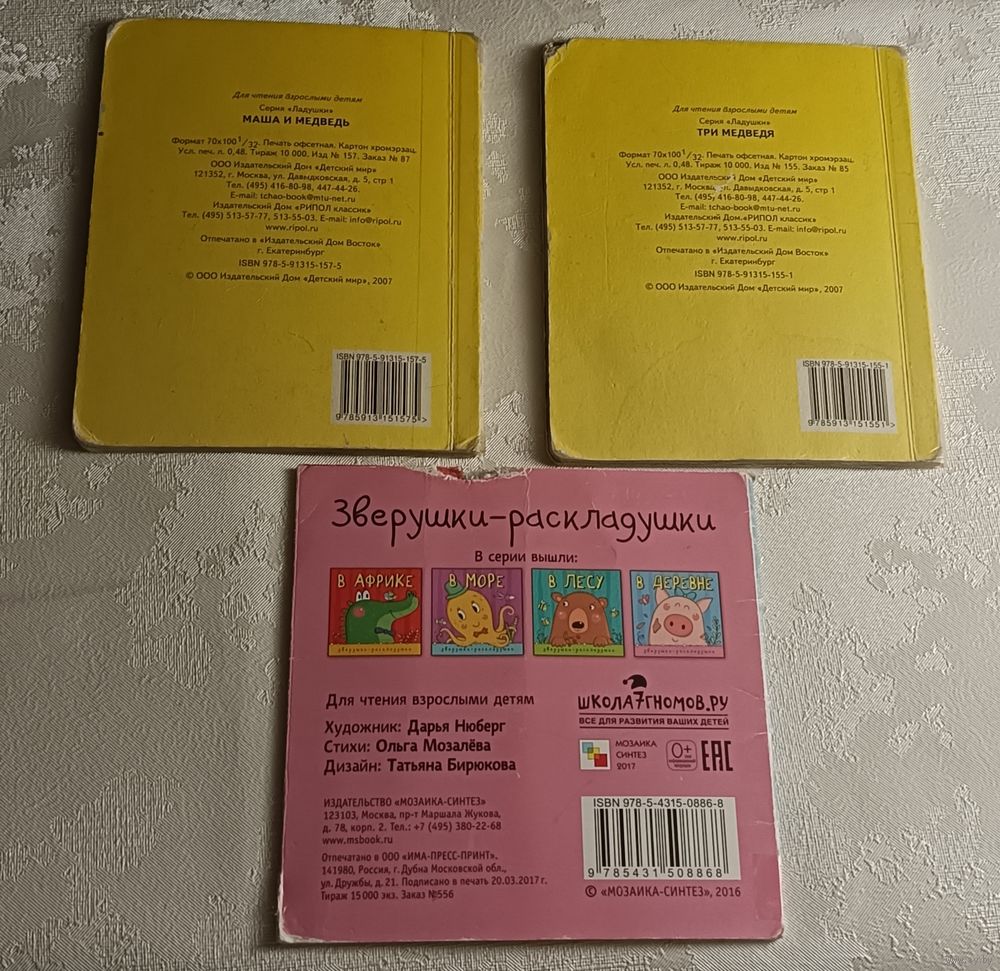 Для чтения взрослыми детям
Серия «Ладушки»
МАША И МЕДВЕДЬ
Формат 70х100 1/32. Печать офсетная. Картон хромэрзац.
Усл. печ. л. 0,48. Тираж 10 000. Изд № 157. Заказ № 87
ООО Издательский Дом «Детский мир»
121352, г. Москва, ул. Давыдковская, д. 5, стр 1
Тел. (495) 416-80-98, 447-44-26.
E-mail: tchao-book@mtu-net.ru
Издательский Дом «РИПОЛ классик»
Тел. (495) 513-57-77, 513-55-03. E-mail: info@ripol.ru
www.ripol.ru
Отпечатано в «Издательский Дом Восток»
г. Екатеринбург
ISBN 978-5-91315-157-5
© ООО Издательский Дом «Детский мир», 2007
ISBN 978-5-91315-157-5
9 785913 151575 >
Для чтения взрослыми детям
Серия «Ладушки»
ТРИ МЕДВЕДЯ
Формат 70х100 1/32. Печать офсетная. Картон хромэрзац.
Усл. печ. л. 0,48. Тираж 10 000. Изд № 155. Заказ № 85
ООО Издательский Дом «Детский мир»
121352, г. Москва, ул. Давыдковская, д. 5, стр 1
Тел. (495) 416-80-98, 447-44-26.
E-mail: tchao-book@mtu-net.ru
Издательский Дом «РИПОЛ классик»
Тел. (495) 513-57-77, 513-55-03. E-mail: info@ripol.ru
www.ripol.ru
Отпечатано в «Издательский Дом Восток»
г. Екатеринбург
ISBN 978-5-91315-155-1
© ООО Издательский Дом «Детский мир», 2007
ISBN 978-5-91315-155-1
9 785913 151551 >
Зверушки-раскладушки
В серии вышли:
В АФРИКЕ
зверушки-раскладушки
В МОРЕ
зверушки-раскладушки
В ЛЕСУ
зверушки-раскладушки
В ДЕРЕВНЕ
зверушки-раскладушки
Для чтения взрослыми детям
Художник: Дарья Нюберг
Стихи: Ольга Мозалёва
Дизайн: Татьяна Бирюкова
ШКОЛА7ГНОМОВ.РУ
ВСЕ ДЛЯ РАЗВИТИЯ ВАШИХ ДЕТЕЙ
МОЗАИКА
СИНТЕЗ
2017
0+
ЕАС
ИЗДАТЕЛЬСТВО «МОЗАИКА-СИНТЕЗ»
123103, Москва, пр-т Маршала Жукова,
д. 78, корп. 2. Тел.: +7 (495) 380-22-68
www.msbook.ru
Отпечатано в ООО «ИМА-ПРЕСС-ПРИНТ».
141980, Россия, г. Дубна Московской обл.,
ул. Дружбы, д. 21. Подписано в печать 20.03.2017 г.
Тираж 15 000 экз. Заказ №556
ISBN 978-5-4315-0886-8
9 785431 508868
© «МОЗАИКА-СИНТЕЗ», 2016